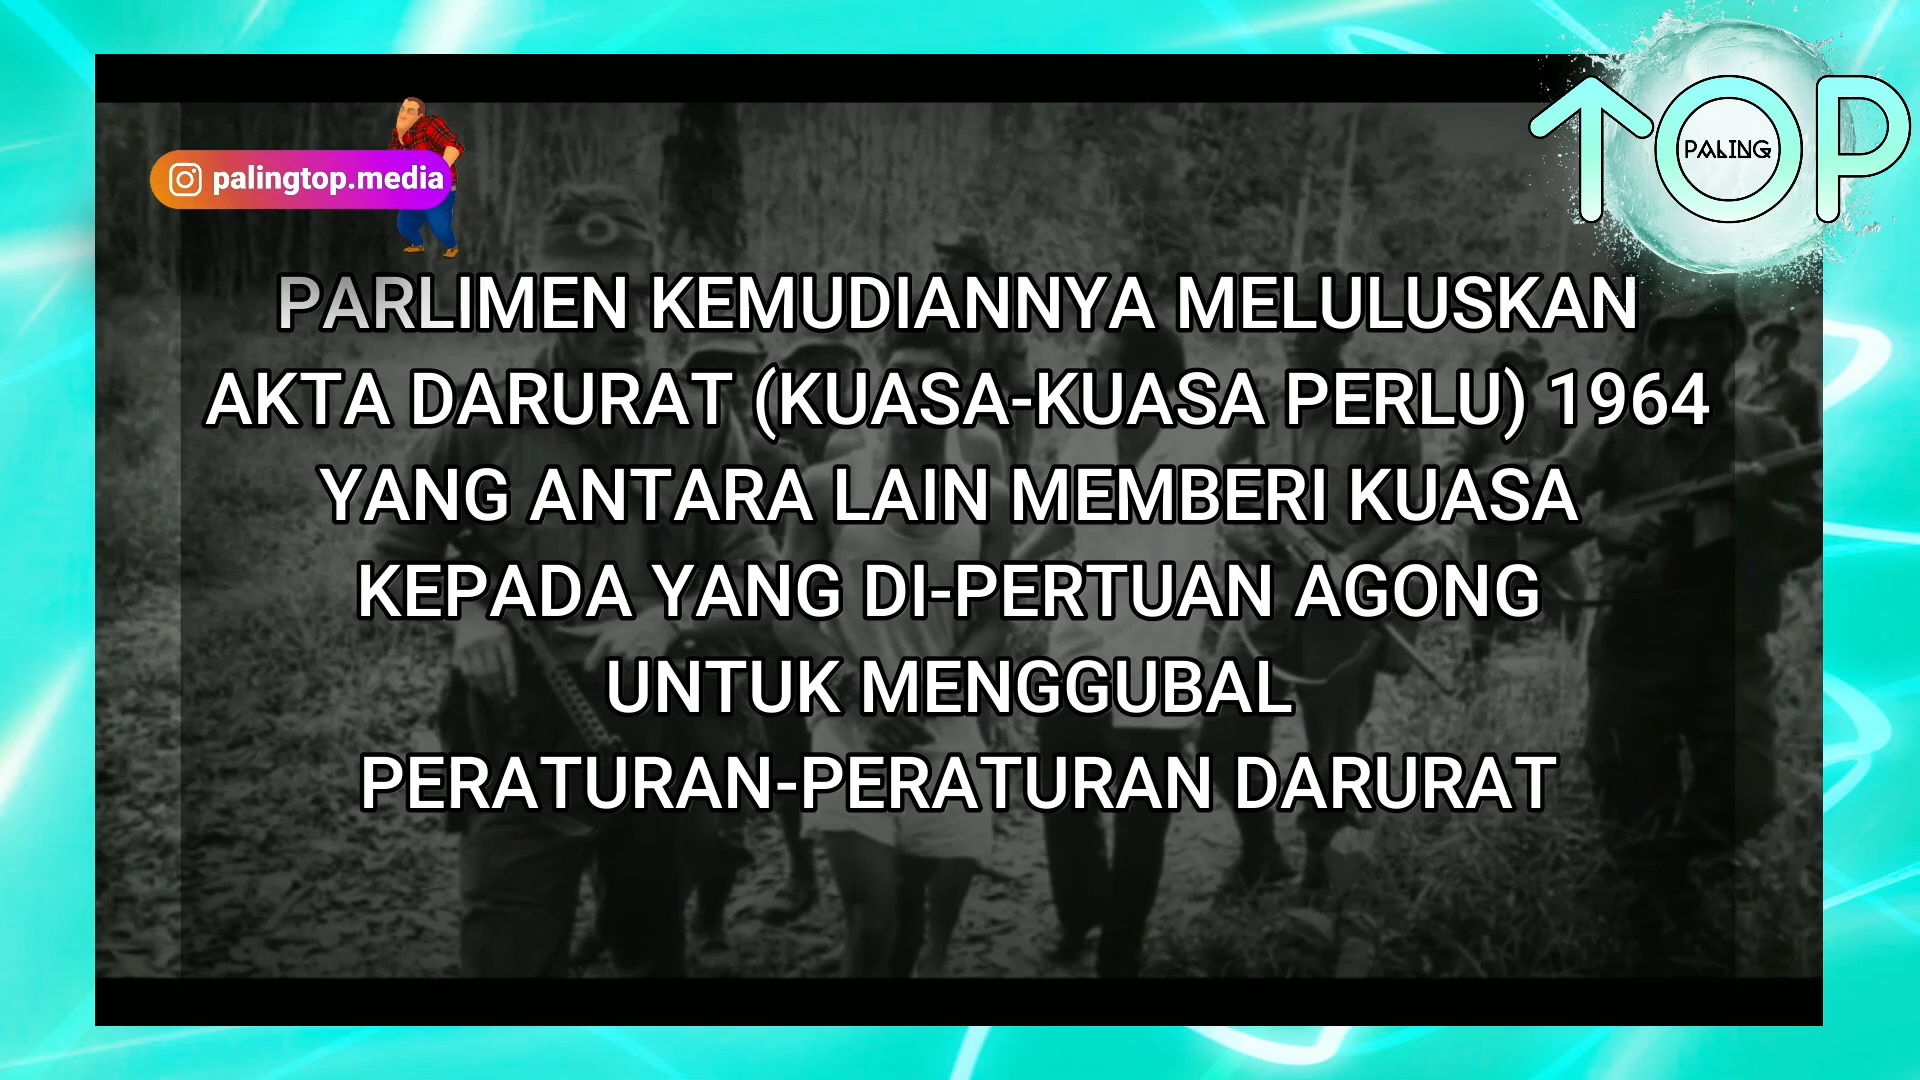 TOP
PALING
palingtop.media
PARLIMEN KEMUDIANNYA MELULUSKAN
AKTA DARURAT (KUASA-KUASA PERLU) 1964
YANG ANTARA LAIN MEMBERI KUASA
KEPADA YANG DI-PERTUAN AGONG
UNTUK MENGGUBAL
PERATURAN-PERATURAN DARURAT